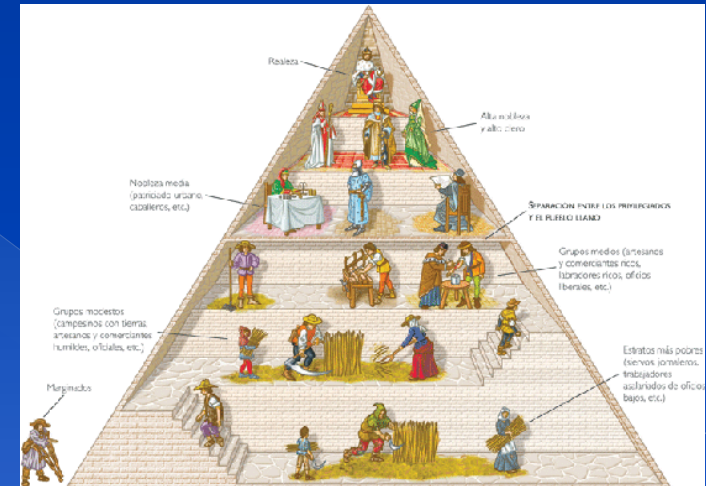 Realeza
Alta nobleza
y alto clero
Nobleza media
(patriciado urbano,
caballeros, etc.)
SEPARACIÓN ENTRE LOS PRIVILEGIADOS
Y EL PUEBLO LLANO
Grupos medios (artesanos
y comerciantes ricos,
labradores ricos, oficios
liberales, etc.)
Grupos modestos
(campesinos con tierras,
artesanos y comerciantes
humildes, oficiales, etc.)
Estratos más pobres
(siervos, jornaleros,
trabajadores
asalariados de oficios
bajos, etc.)
Marginados